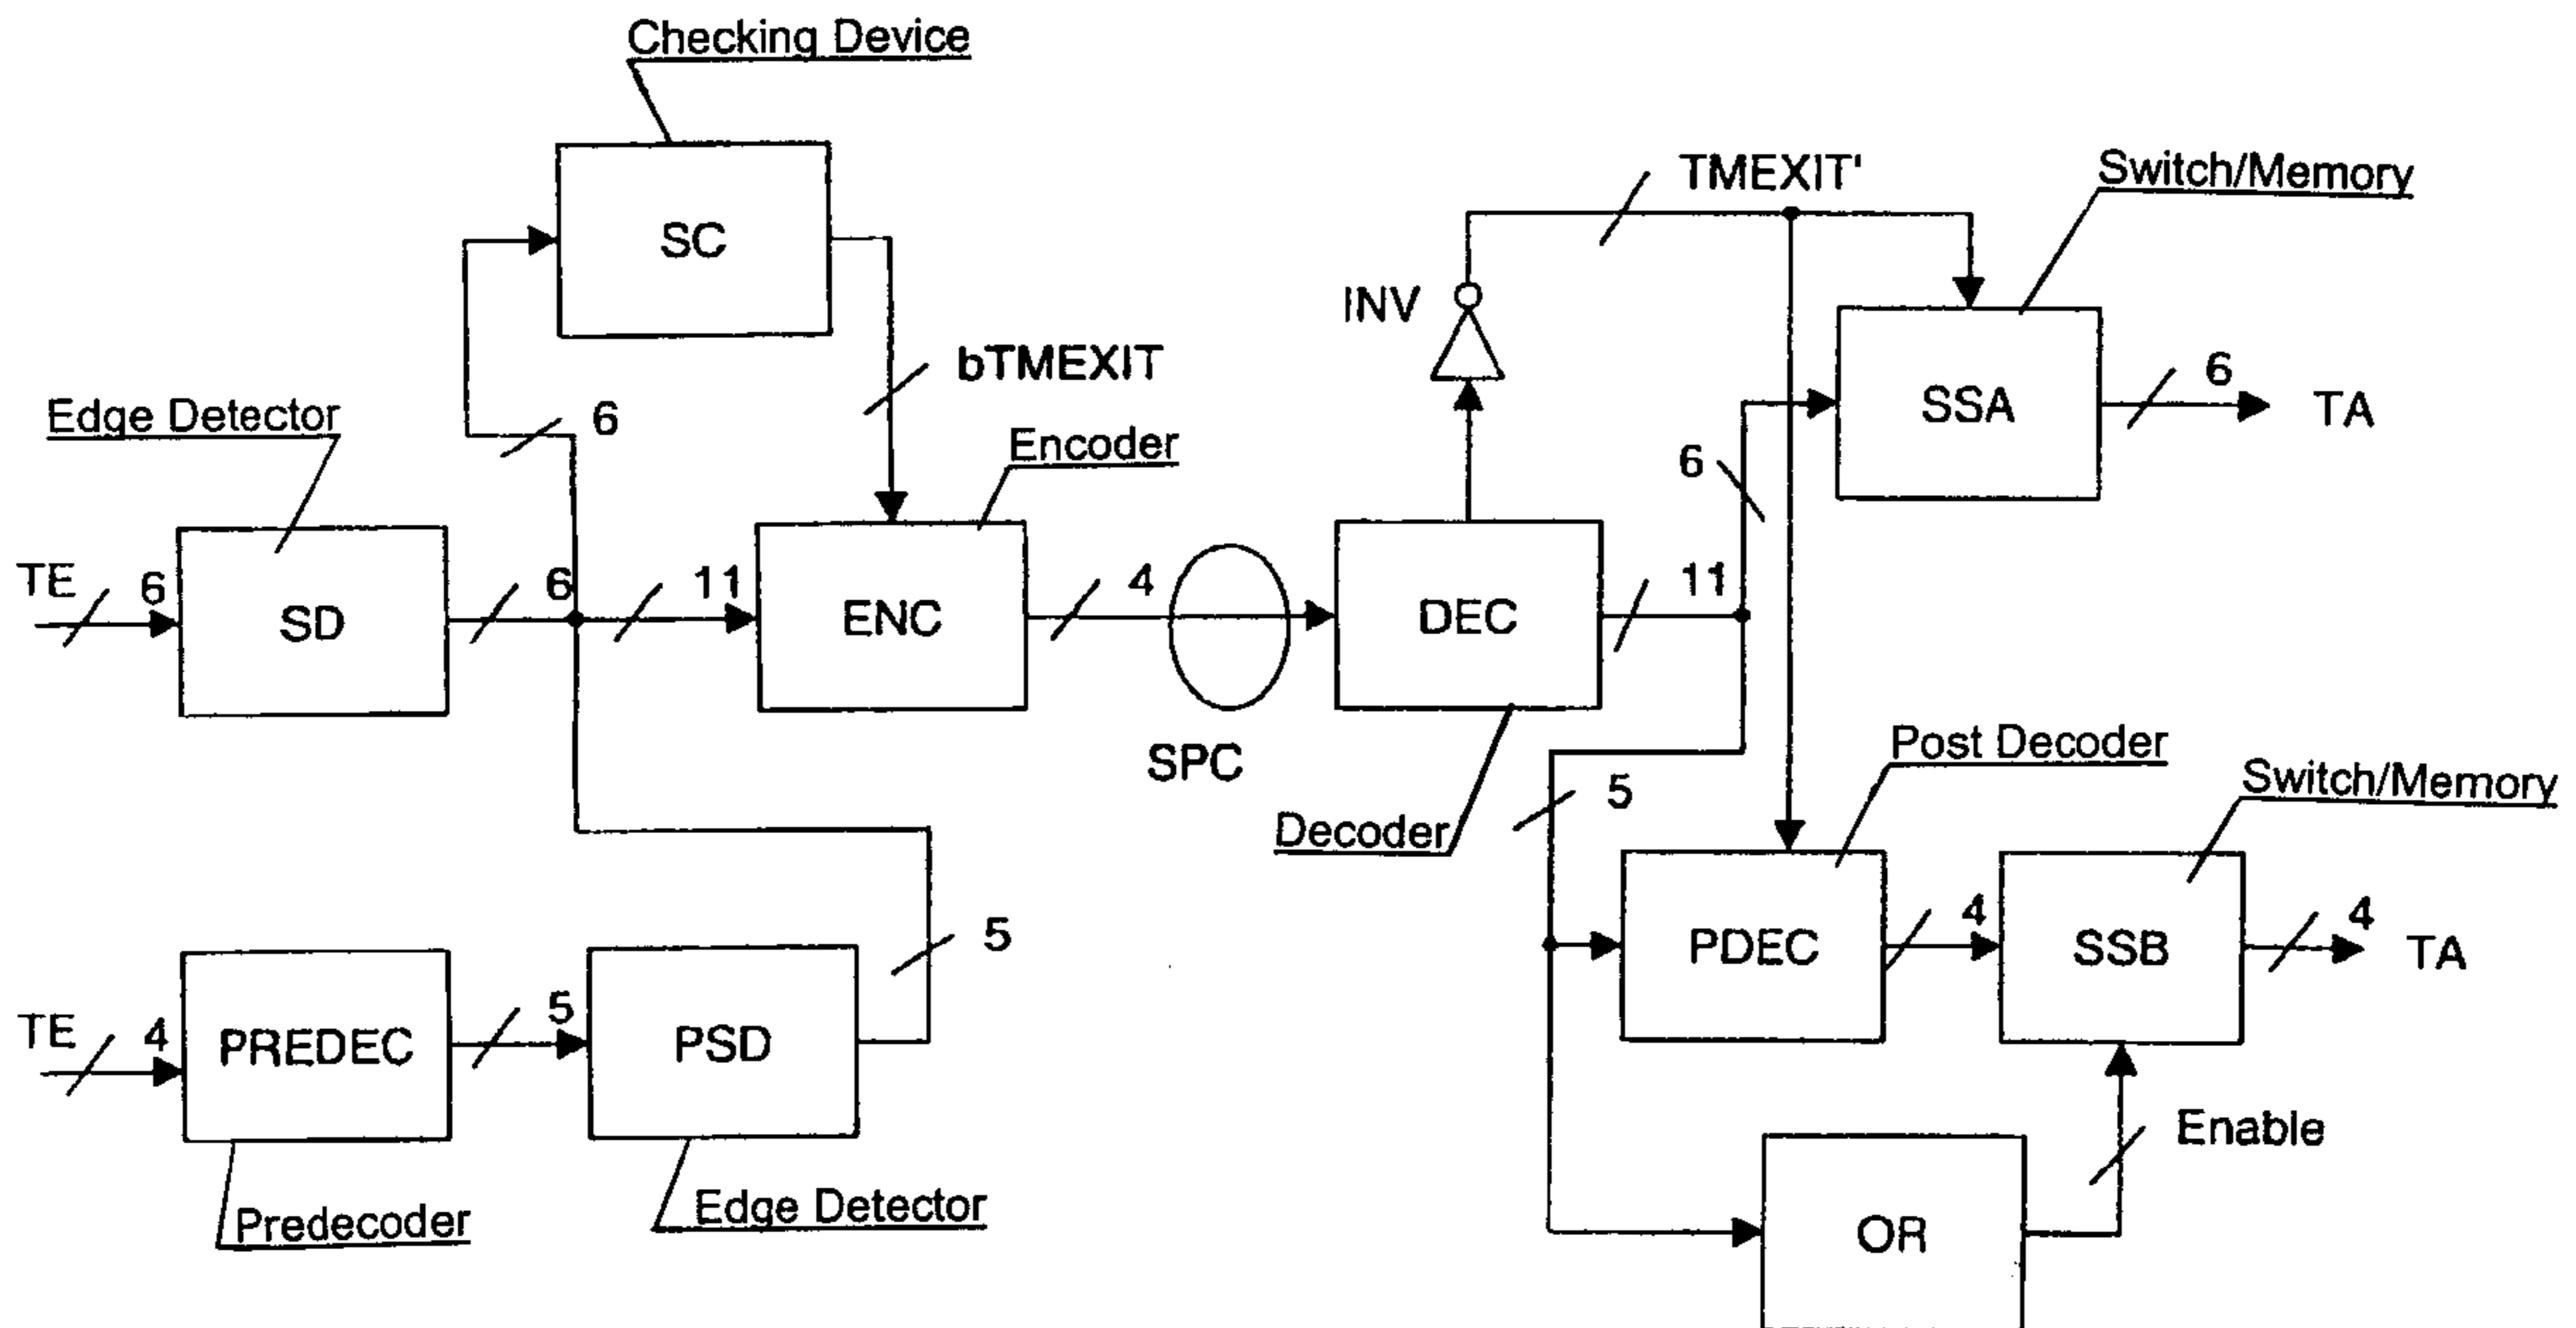 Checking Device
SC
TMEXIT'
Switch/Memory
INV
bTMEXIT
6
TA
SSA
Edge Detector
6
Encoder
6
TE
6
SD
6
11
ENC
4
DEC
11
SPC
Post Decoder
Switch/Memory
5
Decoder
5
4
4
PDEC
SSB
TA
TE
4
PREDEC
5
PSD
Enable
Predecoder
Edge Detector
OR